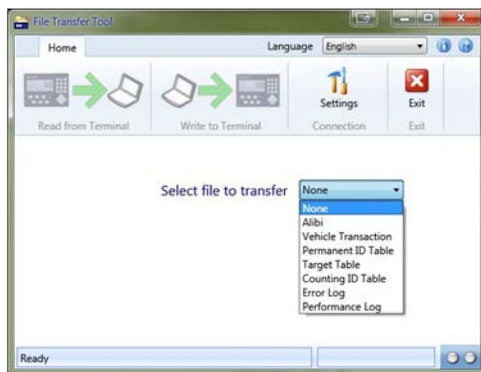 File Transfer Tool
Home
Language English
Read from Terminal
Write to Terminal
Settings
Connection
Exit
Exit
Select file to transfer None
None
Alibi
Vehicle Transaction
Permanent ID Table
Target Table
Counting ID Table
Error Log
Performance Log
Ready